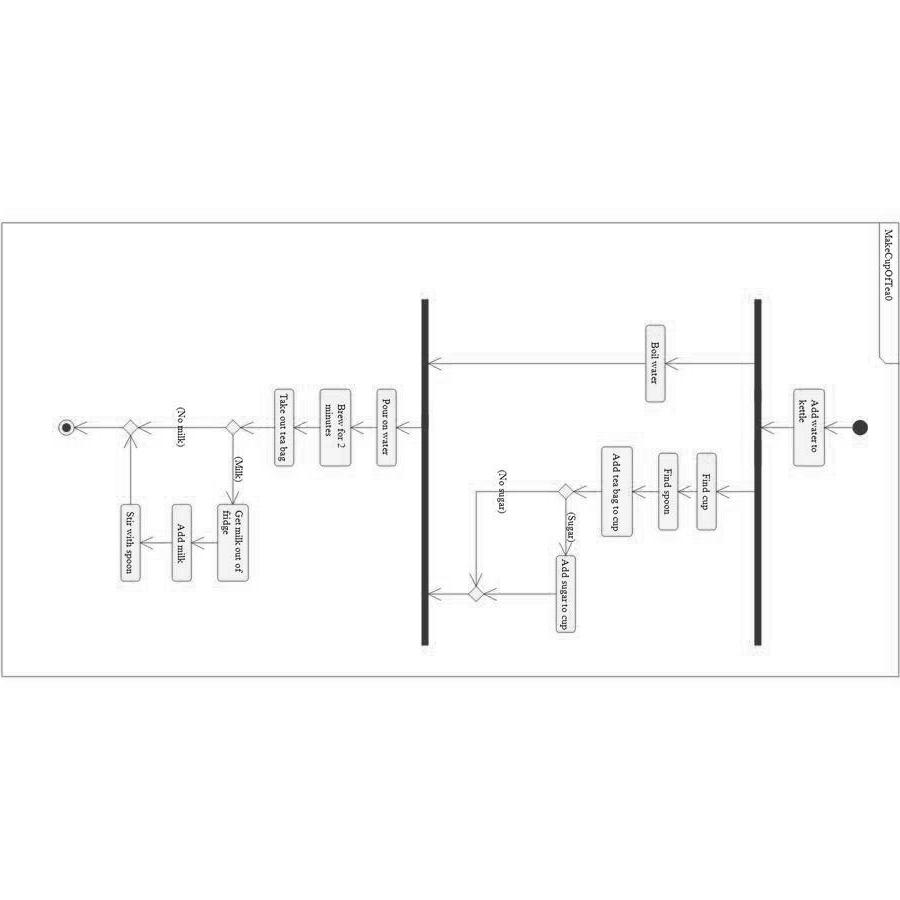 MakeCupOfTea0
Add water to
kettle
Boil water
Find cup
Find spoon
Add tea bag to cup
(Sugar)
Add sugar to cup
(No sugar)
Pour on water
Brew for 2
minutes
Take out tea bag
(Milk)
Get milk out of
fridge
(No milk)
Add milk
Stir with spoon